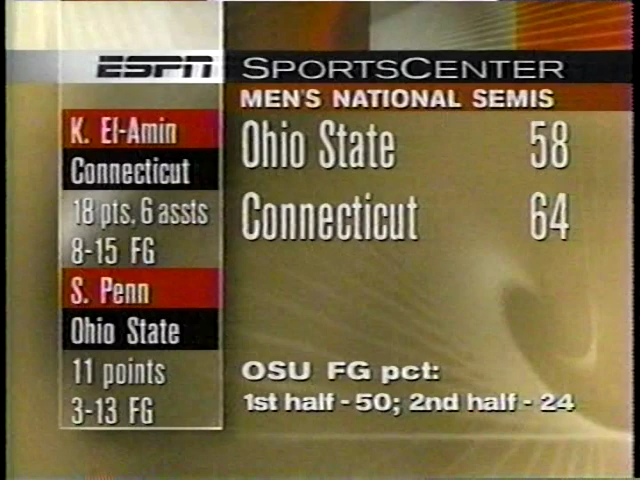 ESPN SPORTSCENTER
MEN'S NATIONAL SEMIS
Ohio State 58
Connecticut 64
K. El-Amin
Connecticut
18 pts, 6 assts
8-15 FG
S. Penn
Ohio State
11 points
3-13 FG
OSU FG pct:
1st half - 50; 2nd half - 24